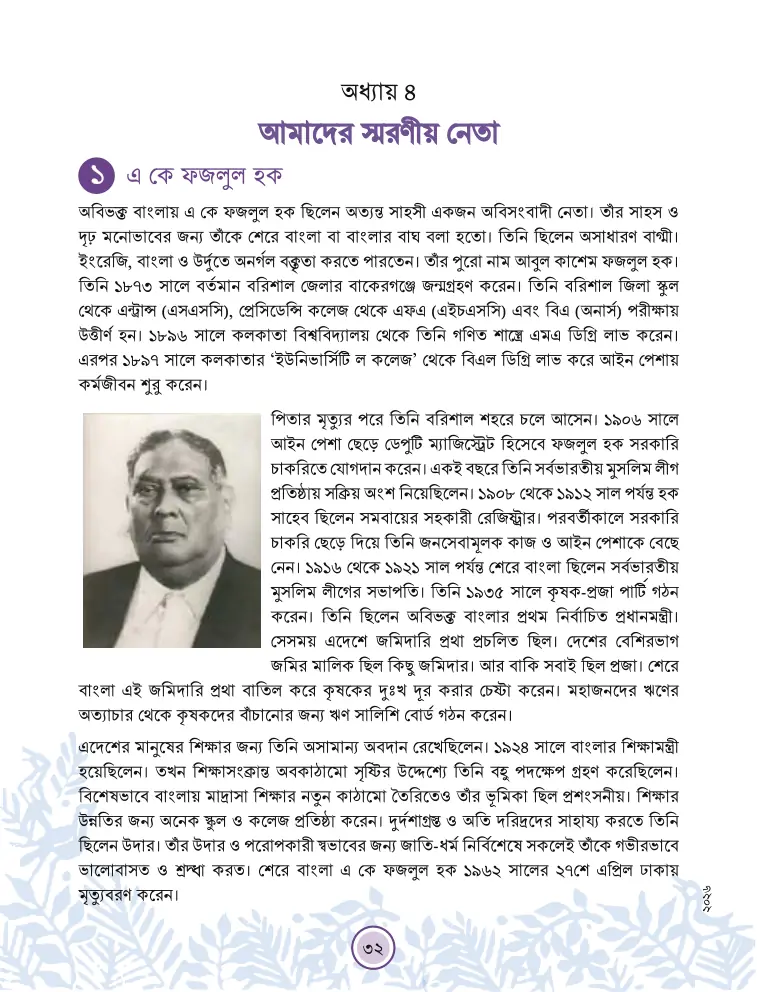 অধ্যায় ৪
আমাদের স্মরণীয় নেতা
১ এ কে ফজলুল হক
অবিভক্ত বাংলায় এ কে ফজলুল হক ছিলেন অত্যন্ত সাহসী একজন অবিসংবাদী নেতা। তাঁর সাহস ও
দৃঢ় মনোভাবের জন্য তাঁকে শেরে বাংলা বা বাংলার বাঘ বলা হতো। তিনি ছিলেন অসাধারণ বাগ্মী।
ইংরেজি, বাংলা ও উর্দুতে অনর্গল বক্তৃতা করতে পারতেন। তাঁর পুরো নাম আবুল কাশেম ফজলুল হক।
তিনি ১৮৭৩ সালে বর্তমান বরিশাল জেলার বাকেরগঞ্জে জন্মগ্রহণ করেন। তিনি বরিশাল জিলা স্কুল
থেকে এন্ট্রান্স (এসএসসি), প্রেসিডেন্সি কলেজ থেকে এফএ (এইচএসসি) এবং বিএ (অনার্স) পরীক্ষায়
উত্তীর্ণ হন। ১৮৯৬ সালে কলকাতা বিশ্ববিদ্যালয় থেকে তিনি গণিত শাস্ত্রে এমএ ডিগ্রি লাভ করেন।
এরপর ১৮৯৭ সালে কলকাতার ‘ইউনিভার্সিটি ল কলেজ’ থেকে বিএল ডিগ্রি লাভ করে আইন পেশায়
কর্মজীবন শুরু করেন।
পিতার মৃত্যুর পরে তিনি বরিশাল শহরে চলে আসেন। ১৯০৬ সালে
আইন পেশা ছেড়ে ডেপুটি ম্যাজিস্ট্রেট হিসেবে ফজলুল হক সরকারি
চাকরিতে যোগদান করেন। একই বছরে তিনি সর্বভারতীয় মুসলিম লীগ
প্রতিষ্ঠায় সক্রিয় অংশ নিয়েছিলেন। ১৯০৮ থেকে ১৯১২ সাল পর্যন্ত হক
সাহেব ছিলেন সমবায়ের সহকারী রেজিস্ট্রার। পরবর্তীকালে সরকারি
চাকরি ছেড়ে দিয়ে তিনি জনসেবামূলক কাজ ও আইন পেশাকে বেছে
নেন। ১৯১৬ থেকে ১৯২১ সাল পর্যন্ত শেরে বাংলা ছিলেন সর্বভারতীয়
মুসলিম লীগের সভাপতি। তিনি ১৯৩৫ সালে কৃষক-প্রজা পার্টি গঠন
করেন। তিনি ছিলেন অবিভক্ত বাংলার প্রথম নির্বাচিত প্রধানমন্ত্রী।
সেসময় এদেশে জমিদারি প্রথা প্রচলিত ছিল। দেশের বেশিরভাগ
জমির মালিক ছিল কিছু জমিদার। আর বাকি সবাই ছিল প্রজা। শেরে
বাংলা এই জমিদারি প্রথা বাতিল করে কৃষকের দুঃখ দূর করার চেষ্টা করেন। মহাজনদের ঋণের
অত্যাচার থেকে কৃষকদের বাঁচানোর জন্য ঋণ সালিশি বোর্ড গঠন করেন।
এদেশের মানুষের শিক্ষার জন্য তিনি অসামান্য অবদান রেখেছিলেন। ১৯২৪ সালে বাংলার শিক্ষামন্ত্রী
হয়েছিলেন। তখন শিক্ষাসংক্রান্ত অবকাঠামো সৃষ্টির উদ্দেশ্যে তিনি বহু পদক্ষেপ গ্রহণ করেছিলেন।
বিশেষভাবে বাংলায় মাদ্রাসা শিক্ষার নতুন কাঠামো তৈরিতেও তাঁর ভূমিকা ছিল প্রশংসনীয়। শিক্ষার
উন্নতির জন্য অনেক স্কুল ও কলেজ প্রতিষ্ঠা করেন। দুর্দশাগ্রস্ত ও অতি দরিদ্রদের সাহায্য করতে তিনি
ছিলেন উদার। তাঁর উদার ও পরোপকারী স্বভাবের জন্য জাতি-ধর্ম নির্বিশেষে সকলেই তাঁকে গভীরভাবে
ভালোবাসত ও শ্রদ্ধা করত। শেরে বাংলা এ কে ফজলুল হক ১৯৬২ সালের ২৭শে এপ্রিল ঢাকায়
মৃত্যুবরণ করেন।
২০২৬
৩২